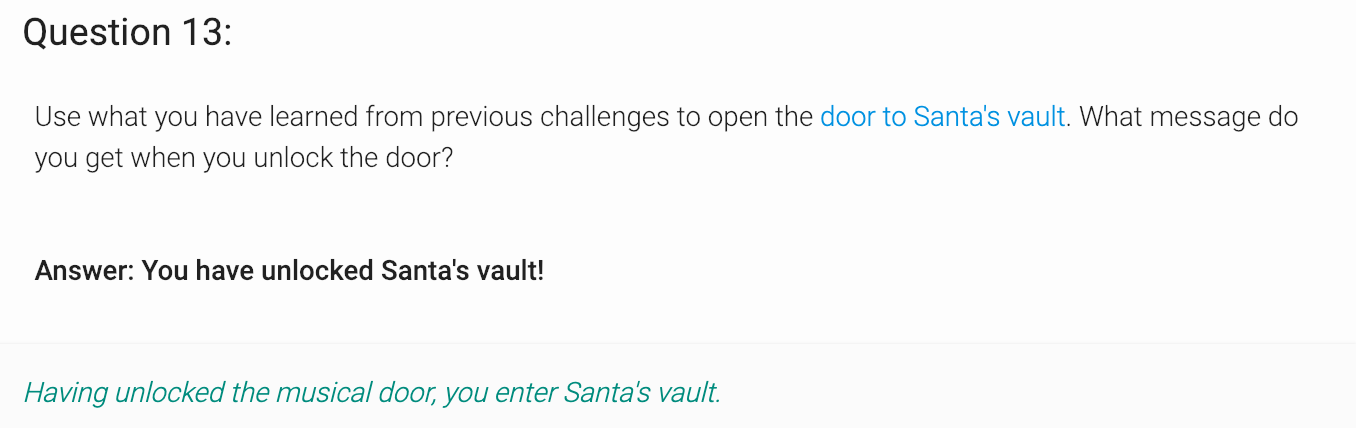 Question 13:
Use what you have learned from previous challenges to open the door to Santa's vault. What message do
you get when you unlock the door?
Answer: You have unlocked Santa's vault!
Having unlocked the musical door, you enter Santa's vault.